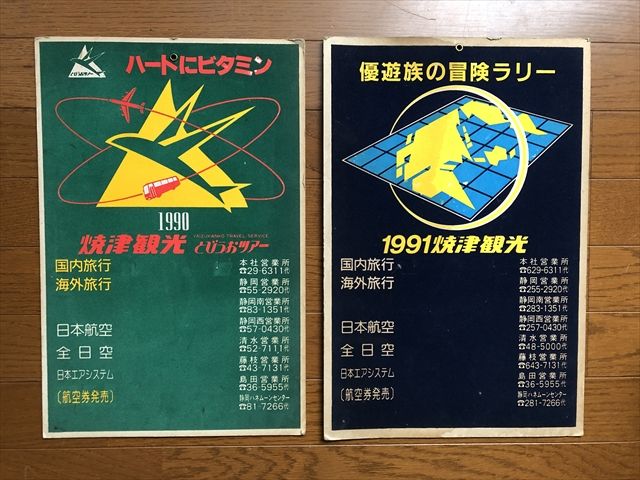 とびうおツアー
ハートにビタミン
1990
YAIZUKANKO TRAVEL SERVICE
焼津観光 とびうおツアー
国内旅行
海外旅行
日本航空
全日空
日本エアシステム
(航空券発売)
本社営業所
☎29-6311代
静岡営業所
☎55-2920代
静岡南営業所
☎83-1351代
静岡西営業所
☎57-0430代
清水営業所
☎52-7111代
藤枝営業所
☎43-7131代
島田営業所
☎36-5955代
静岡ハネムーンセンター
☎81-7266代
優遊族の冒険ラリー
1991焼津観光
国内旅行
海外旅行
日本航空
全日空
日本エアシステム
(航空券発売)
本社営業所
☎629-6311代
静岡営業所
☎255-2920代
静岡南営業所
☎283-1351代
静岡西営業所
☎257-0430代
清水営業所
☎48-5000代
藤枝営業所
☎643-7131代
島田営業所
☎36-5955代
静岡ハネムーンセンター
☎281-7266代